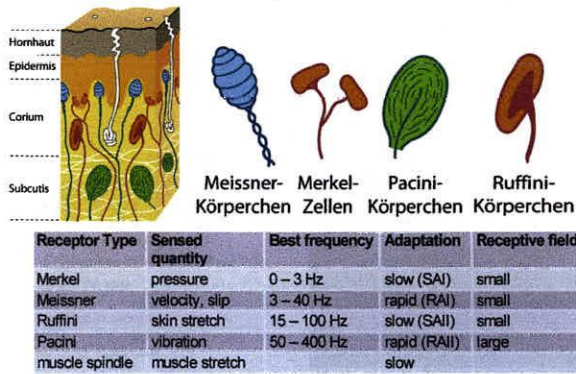 Hornhaut
Epidermis
Corium
Subcutis
Meissner-
Körperchen
Merkel-
Zellen
Pacini-
Körperchen
Ruffini-
Körperchen
Receptor Type Sensed quantity Best frequency Adaptation Receptive field
Merkel pressure 0 – 3 Hz slow (SAI) small
Meissner velocity, slip 3 – 40 Hz rapid (RAI) small
Ruffini skin stretch 15 – 100 Hz slow (SAII) small
Pacini vibration 50 – 400 Hz rapid (RAII) large
muscle spindle muscle stretch slow